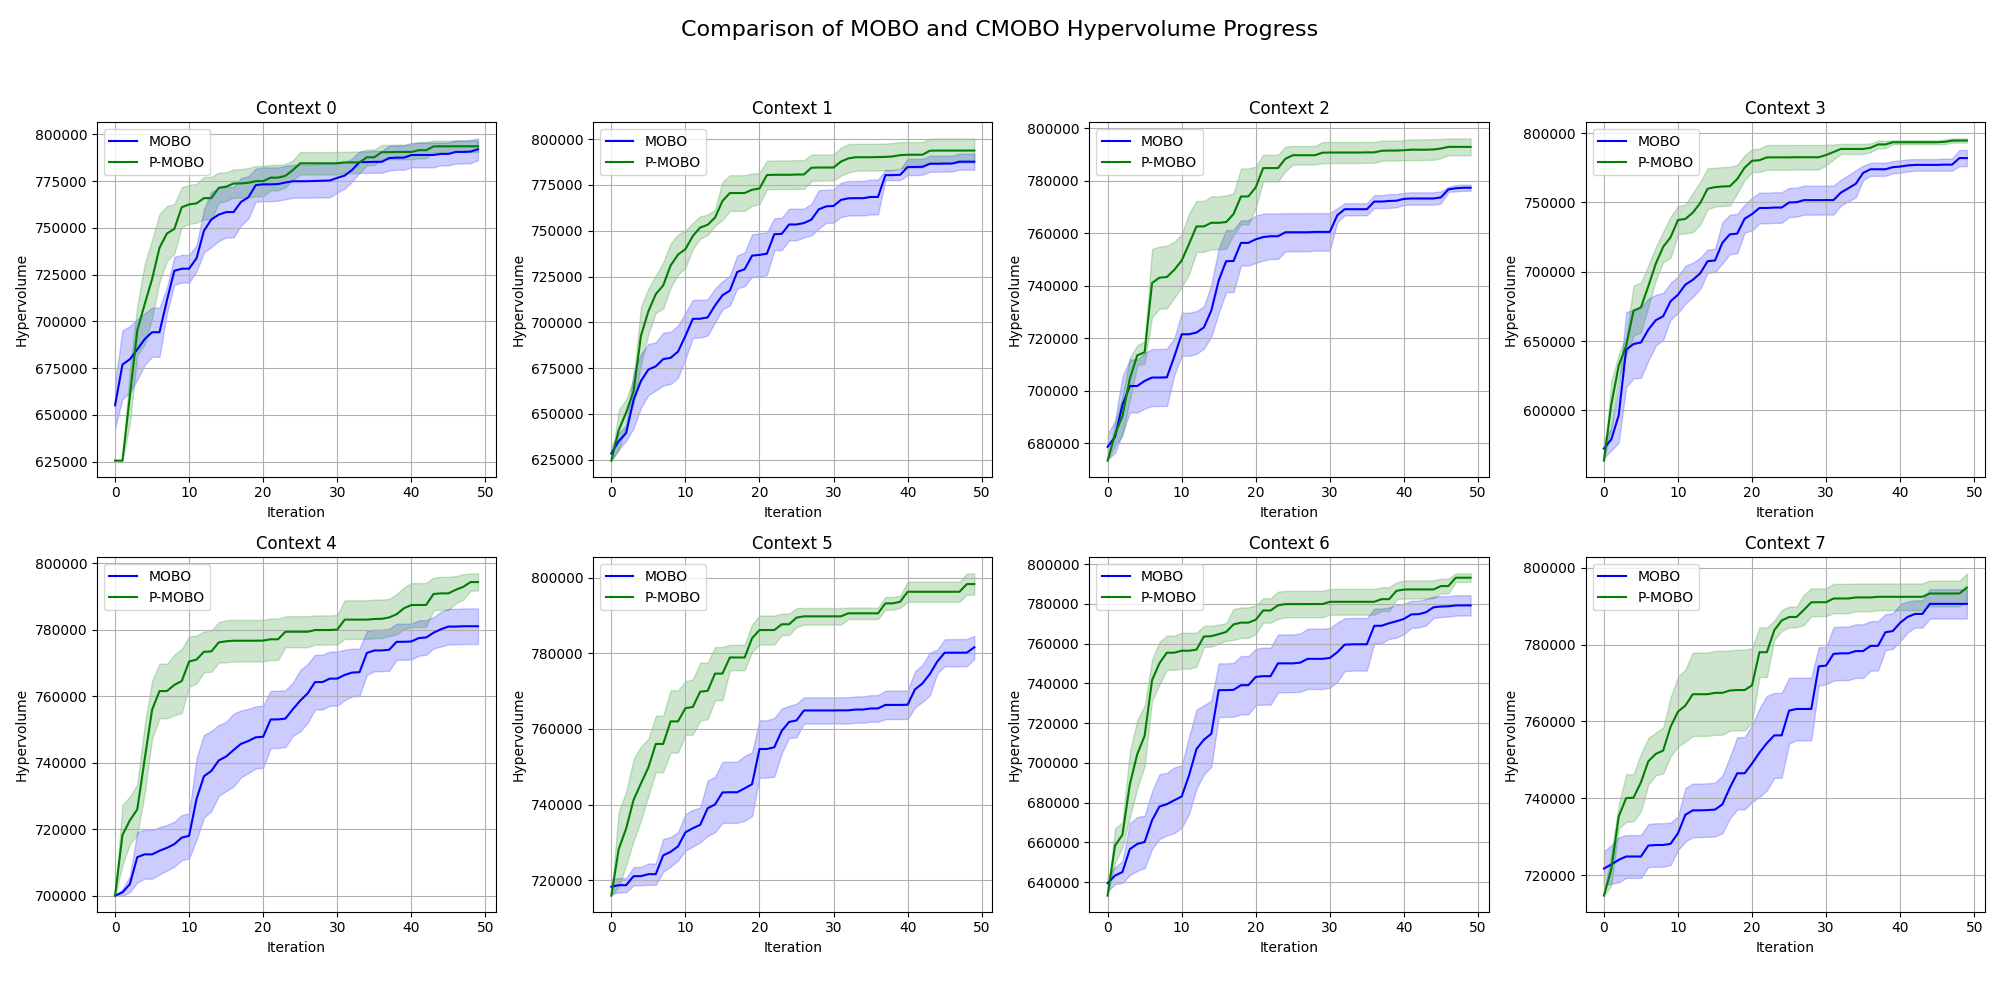 Comparison of MOBO and CMOBO Hypervolume Progress
Context 0
Hypervolume
800000
775000
750000
725000
700000
675000
650000
625000
MOBO
P-MOBO
0 10 20 30 40 50
Iteration
Context 1
Hypervolume
800000
775000
750000
725000
700000
675000
650000
625000
MOBO
P-MOBO
0 10 20 30 40 50
Iteration
Context 2
Hypervolume
800000
780000
760000
740000
720000
700000
680000
MOBO
P-MOBO
0 10 20 30 40 50
Iteration
Context 3
Hypervolume
800000
750000
700000
650000
600000
MOBO
P-MOBO
0 10 20 30 40 50
Iteration
Context 4
Hypervolume
800000
780000
760000
740000
720000
700000
MOBO
P-MOBO
0 10 20 30 40 50
Iteration
Context 5
Hypervolume
800000
780000
760000
740000
720000
MOBO
P-MOBO
0 10 20 30 40 50
Iteration
Context 6
Hypervolume
800000
780000
760000
740000
720000
700000
680000
660000
640000
MOBO
P-MOBO
0 10 20 30 40 50
Iteration
Context 7
Hypervolume
800000
780000
760000
740000
720000
MOBO
P-MOBO
0 10 20 30 40 50
Iteration